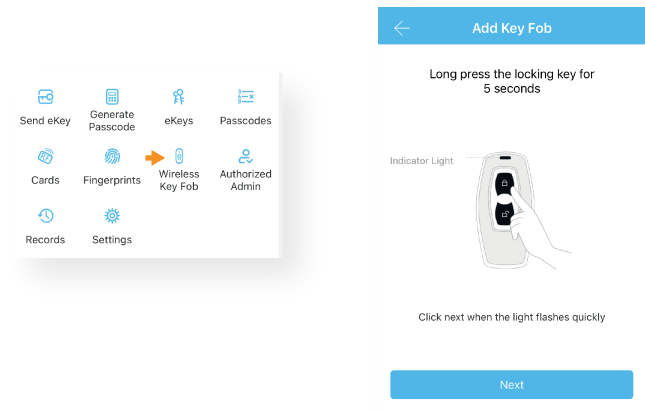 Send eKey
Generate
Passcode
eKeys
Passcodes
Cards
Fingerprints
Wireless
Key Fob
Authorized
Admin
Records
Settings
Add Key Fob
Long press the locking key for
5 seconds
Indicator Light
Click next when the light flashes quickly
Next